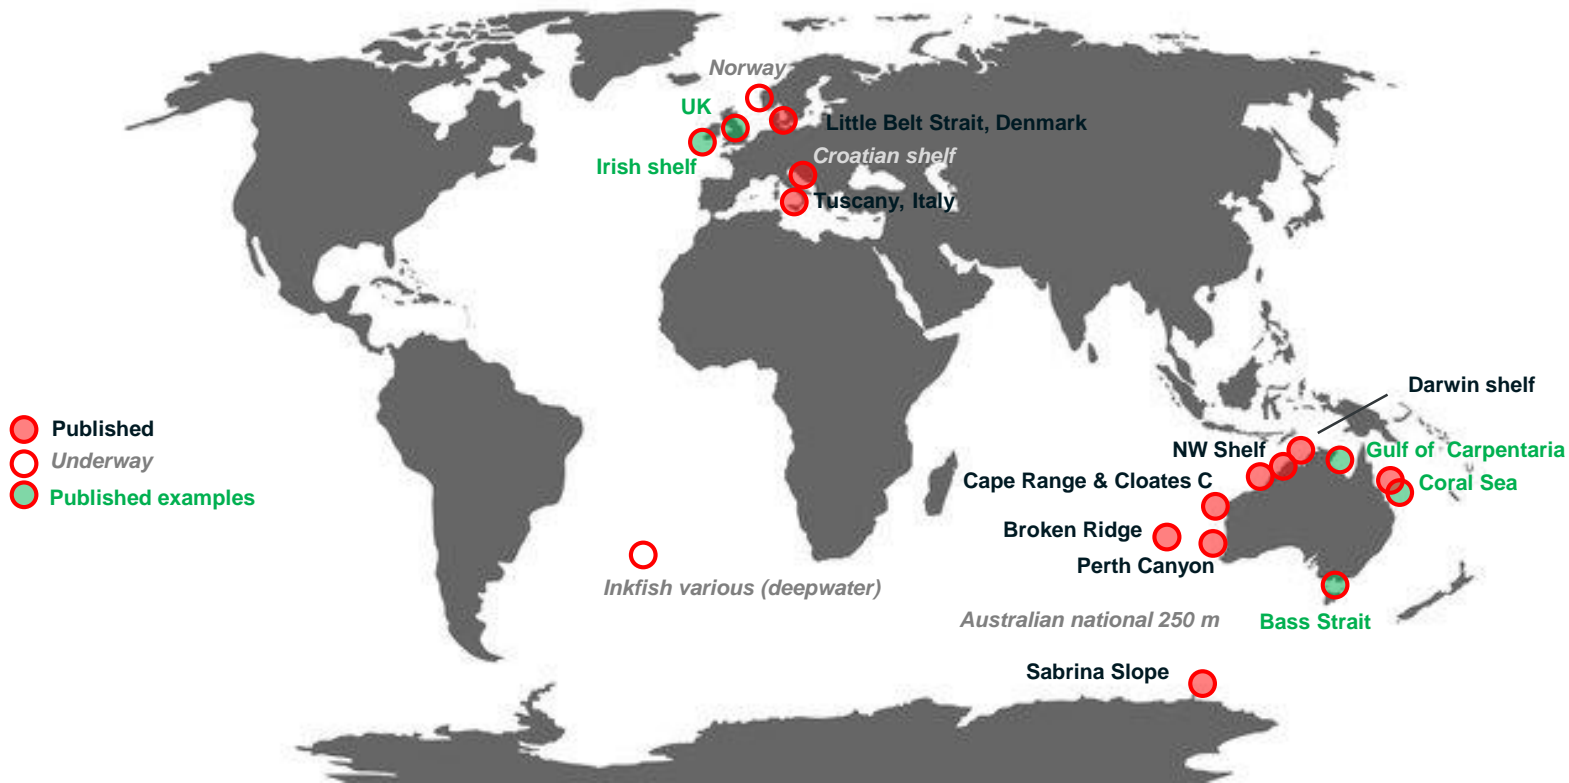 Norway
UK
Little Belt Strait, Denmark
Croatian shelf
Irish shelf
Tuscany, Italy
Darwin shelf
Published
NW Shelf
Gulf of Carpentaria
Underway
Cape Range & Cloates C
Coral Sea
Published examples
Broken Ridge
Perth Canyon
Inkfish various (deepwater)
Australian national 250 m
Bass Strait
Sabrina Slope